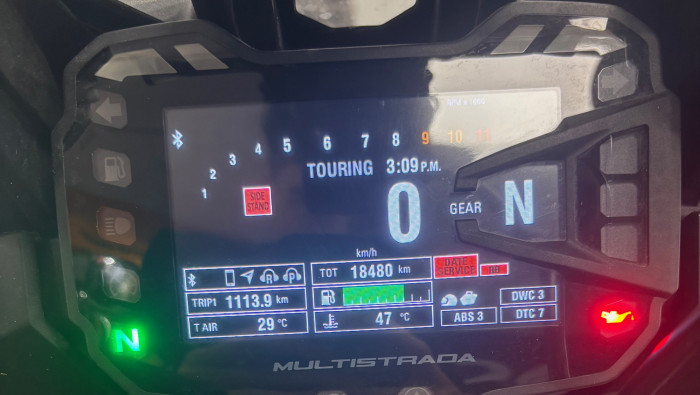 RPM x 1000
1 2 3 4 5 6 7 8 9 10 11
TOURING 3:09 P.M.
SIDE
STAND
0
GEAR N
km/h
R P
TOT 18480 km
DATE
SERVICE
TRIP1 1113.9 km
DWC 3
T AIR 29 °C
47 °C
ABS 3
DTC 7
N
MULTISTRADA